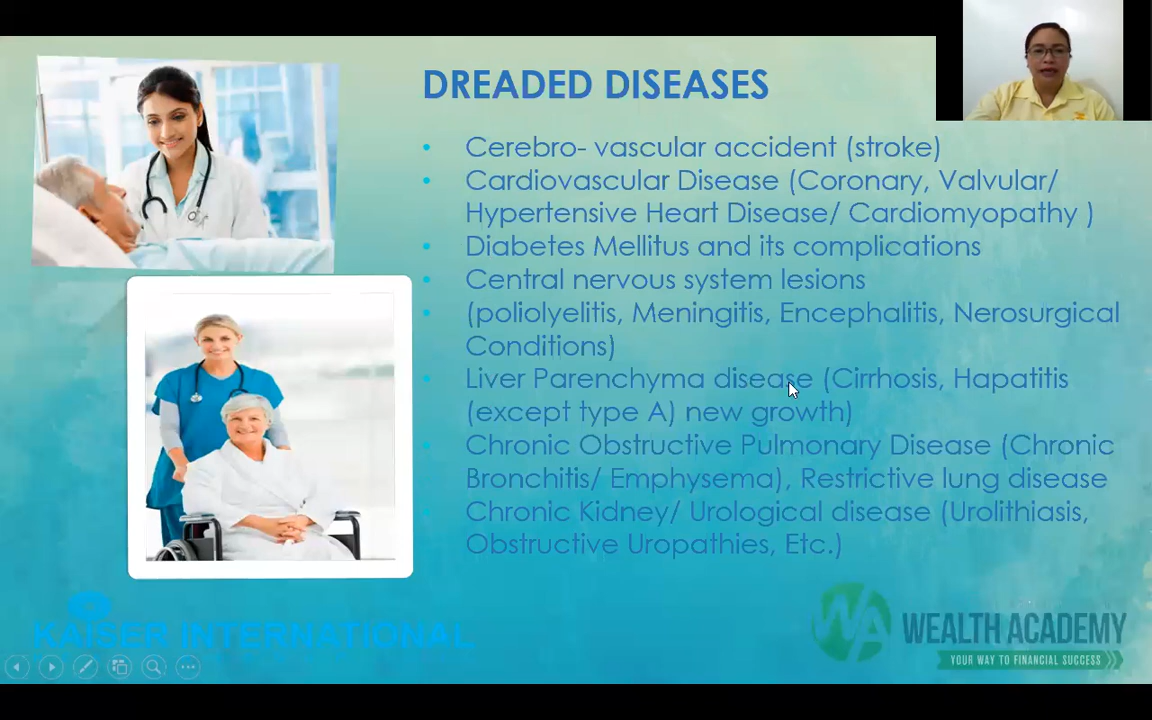 DREADED DISEASES
• Cerebro- vascular accident (stroke)
• Cardiovascular Disease (Coronary, Valvular/
Hypertensive Heart Disease/ Cardiomyopathy )
• Diabetes Mellitus and its complications
• Central nervous system lesions
• (poliolyelitis, Meningitis, Encephalitis, Nerosurgical
Conditions)
• Liver Parenchyma disease (Cirrhosis, Hapatitis
(except type A) new growth)
• Chronic Obstructive Pulmonary Disease (Chronic
Bronchitis/ Emphysema), Restrictive lung disease
• Chronic Kidney/ Urological disease (Urolithiasis,
Obstructive Uropathies, Etc.)
KAISER INTERNATIONAL
WA WEALTH ACADEMY
YOUR WAY TO FINANCIAL SUCCESS